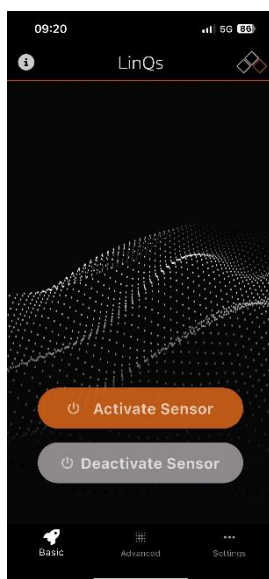 09:20 5G 86
LinQs
Activate Sensor
Deactivate Sensor
Basic Advanced Settings